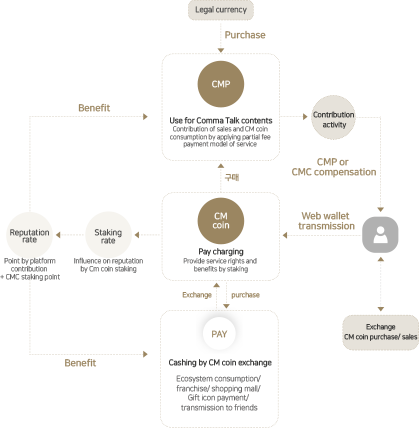 Legal currency
Purchase
CMP
Use for Comma Talk contents
Contribution of sales and CM coin
consumption by applying partial fee
payment model of service
Benefit
Contribution
activity
CMP or
CMC compensation
구매
CM
coin
Pay charging
Provide service rights and
benefits by staking
Web wallet
transmission
Reputation
rate
Point by platform
contribution
+ CMC staking point
Staking
rate
Influence on reputation
by Cm coin staking
Exchange
purchase
Exchange
CM coin purchase/ sales
PAY
Cashing by CM coin exchange
Ecosystem consumption/
franchise/ shopping mall/
Gift icon payment/
transmission to friends
Benefit